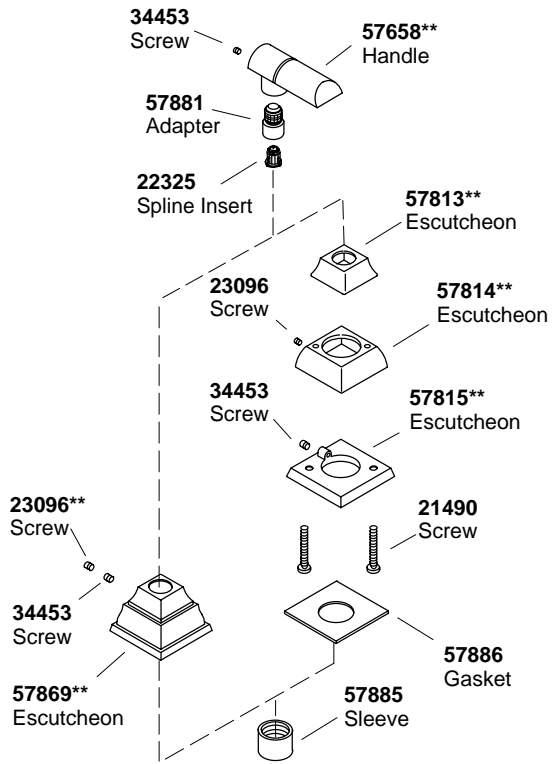 34453
Screw
57658**
Handle
57881
Adapter
22325
Spline Insert
57813**
Escutcheon
23096
Screw
57814**
Escutcheon
34453
Screw
57815**
Escutcheon
23096**
Screw
21490
Screw
34453
Screw
57886
Gasket
57869**
Escutcheon
57885
Sleeve